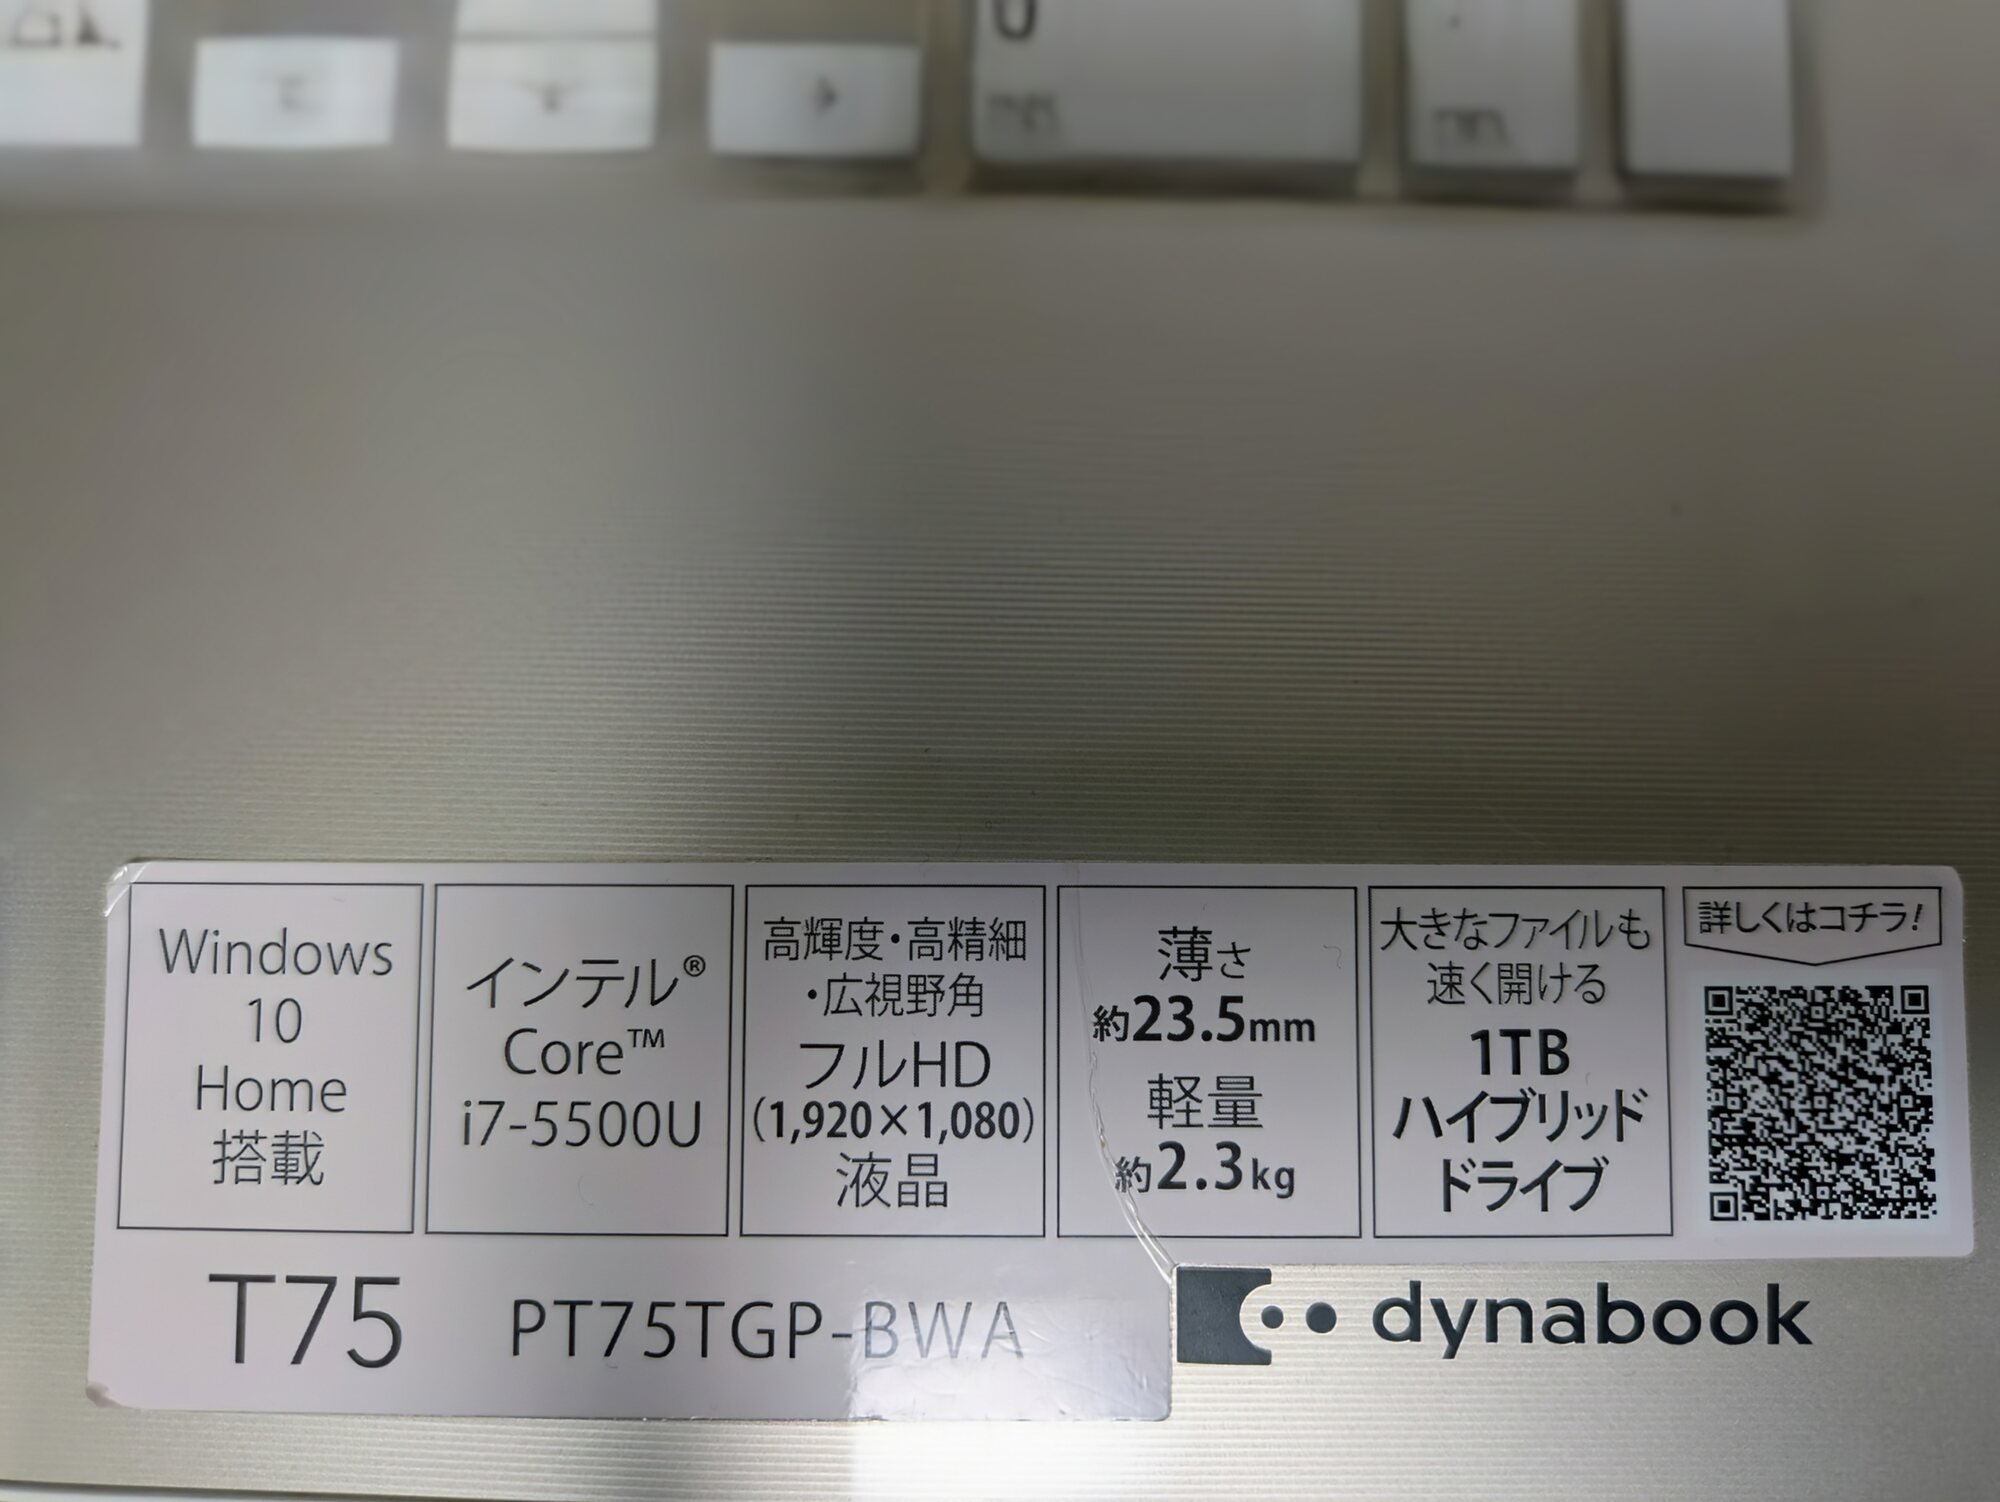 0
Windows
10
Home
搭載
インテル®
Core™
i7-5500U
高輝度・高精細
・広視野角
フルHD
(1,920×1,080)
液晶
薄さ
約23.5mm
軽量
約2.3kg
大きなファイルも
速く開ける
1TB
ハイブリッド
ドライブ
詳しくはコチラ!
T75 PT75TGP-BWA
dynabook